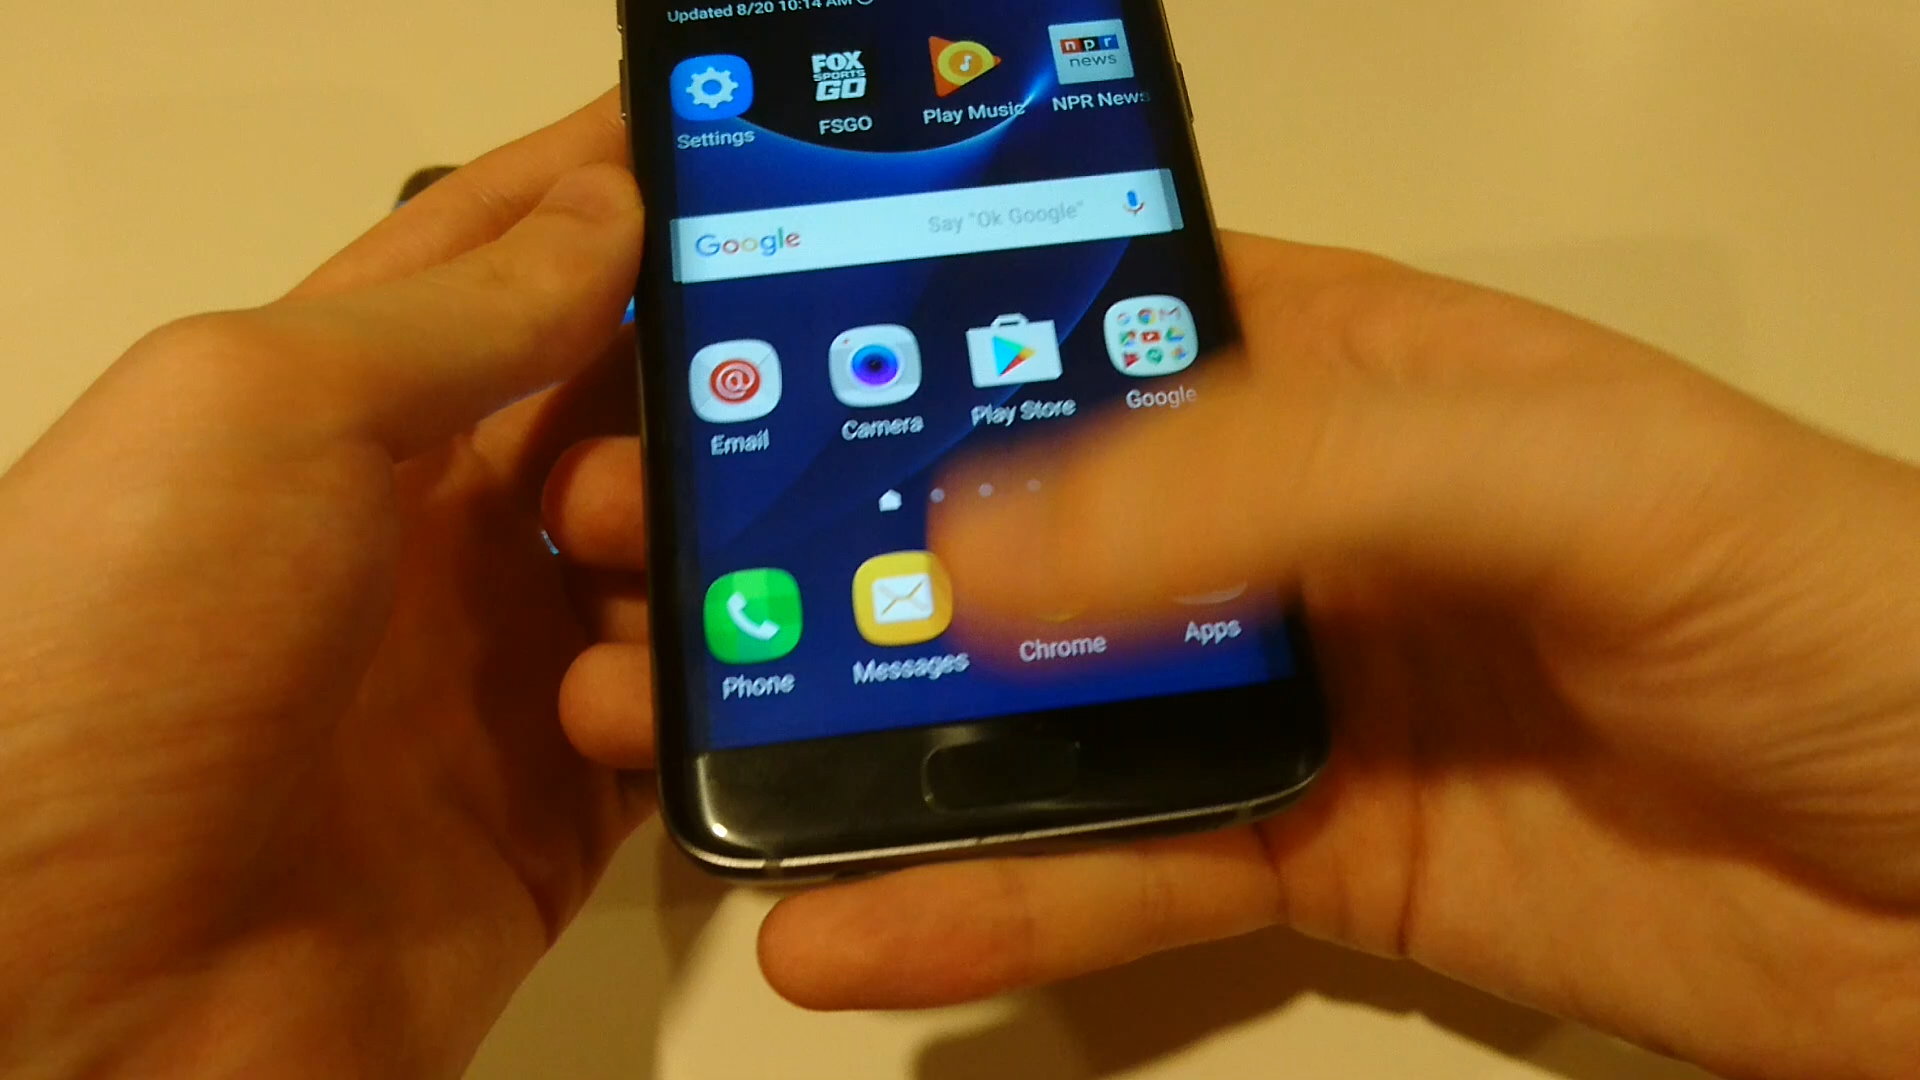 Updated 8/20 10:14 AM
FOX
SPORTS
GO
npr
news
Settings
FSGO
Play Music
NPR News
Google
Say "Ok Google"
Email
Camera
Play Store
Google
Phone
Messages
Chrome
Apps